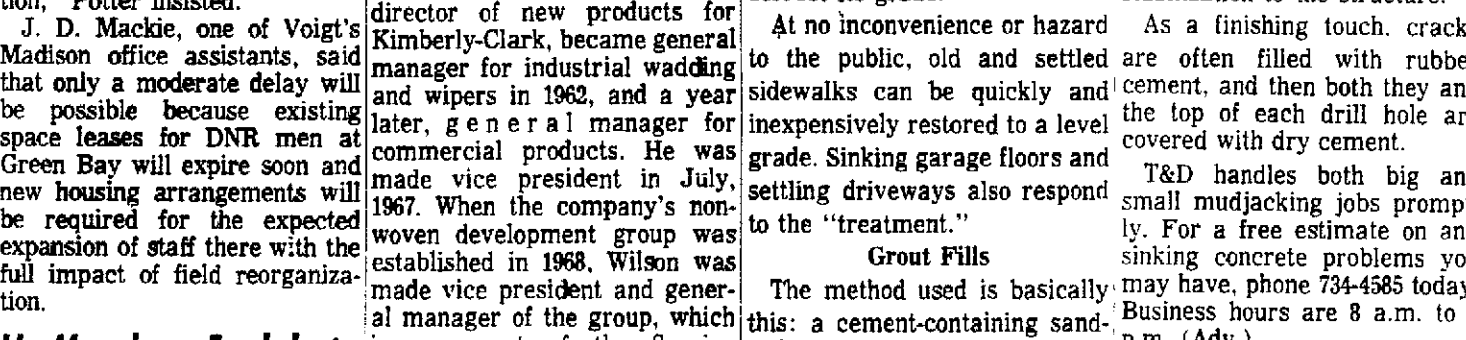 tion," Potter insisted.
J. D. Mackie, one of Voigt's
Madison office assistants, said
that only a moderate delay will
be possible because existing
space leases for DNR men at
Green Bay will expire soon and
new housing arrangements will
be required for the expected
expansion of staff there with the
full impact of field reorganiza-
tion.
director of new products for
Kimberly-Clark, became general
manager for industrial wadding
and wipers in 1962, and a year
later, general manager for
commercial products. He was
made vice president in July,
1967. When the company's non-
woven development group was
established in 1968, Wilson was
made vice president and gener-
al manager of the group, which
At no inconvenience or hazard
to the public, old and settled
sidewalks can be quickly and
inexpensively restored to a level
grade. Sinking garage floors and
settling driveways also respond
to the "treatment."
Grout Fills
The method used is basically
this: a cement-containing sand-
As a finishing touch. crack
are often filled with rubbe
cement, and then both they an
the top of each drill hole ar
covered with dry cement.
T&D handles both big an
small mudjacking jobs promp
ly. For a free estimate on an
sinking concrete problems yo
may have, phone 734-4585 today
Business hours are 8 a.m. to
p.m. (Adv.)